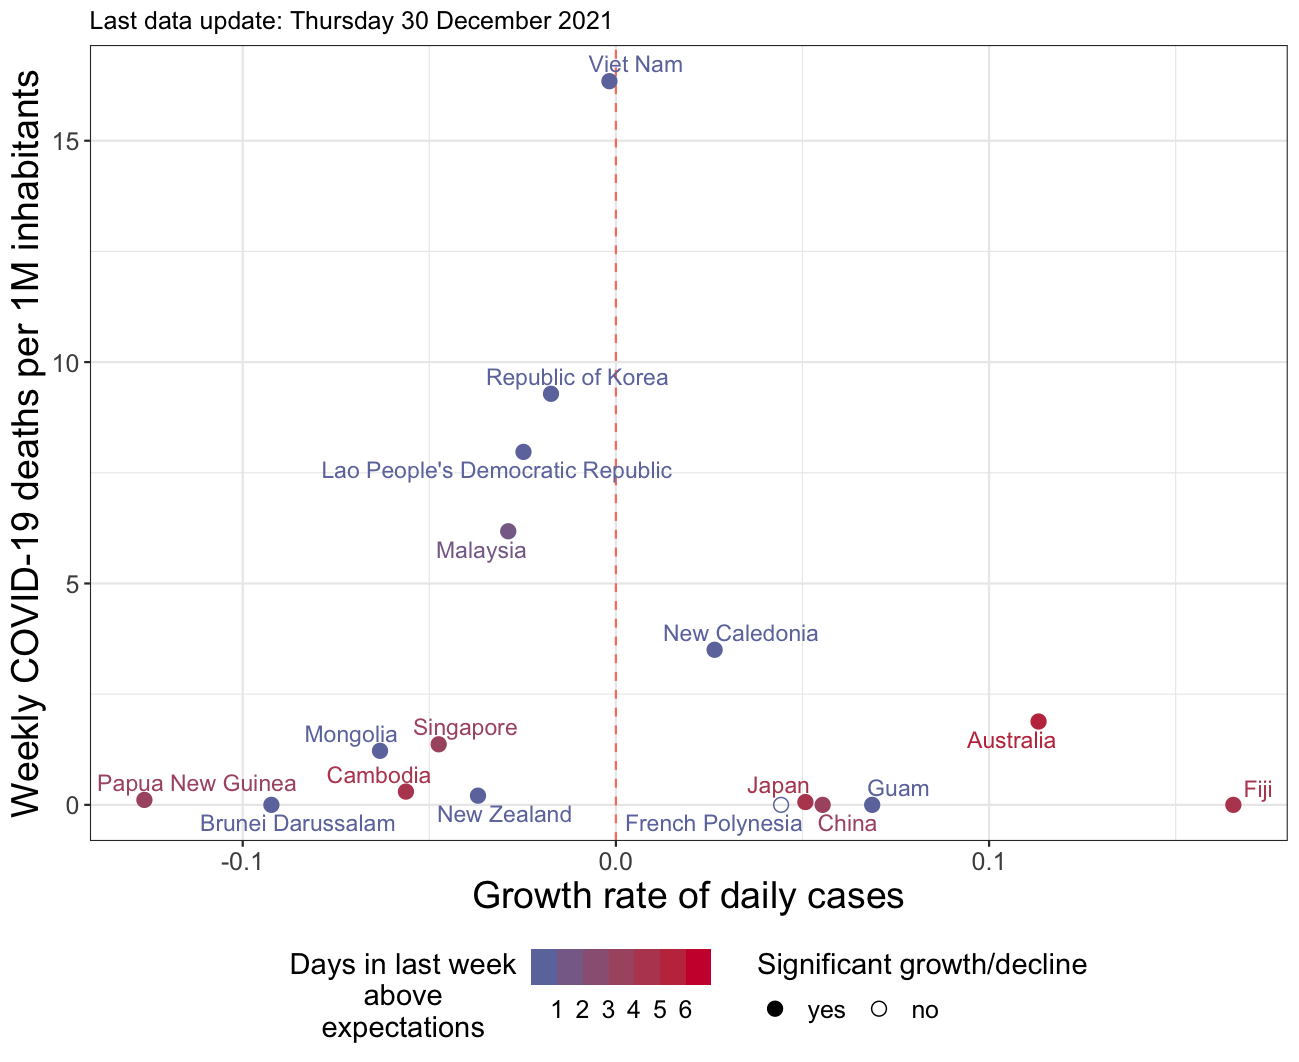 Last data update: Thursday 30 December 2021
Weekly COVID-19 deaths per 1M inhabitants
15
10
5
0
Viet Nam
Republic of Korea
Lao People's Democratic Republic
Malaysia
New Caledonia
Mongolia
Singapore
Australia
Papua New Guinea
Cambodia
Japan
Guam
Fiji
Brunei Darussalam
New Zealand
French Polynesia
China
-0.1
0.0
0.1
Growth rate of daily cases
Days in last week
above
expectations
1 2 3 4 5 6
Significant growth/decline
yes no